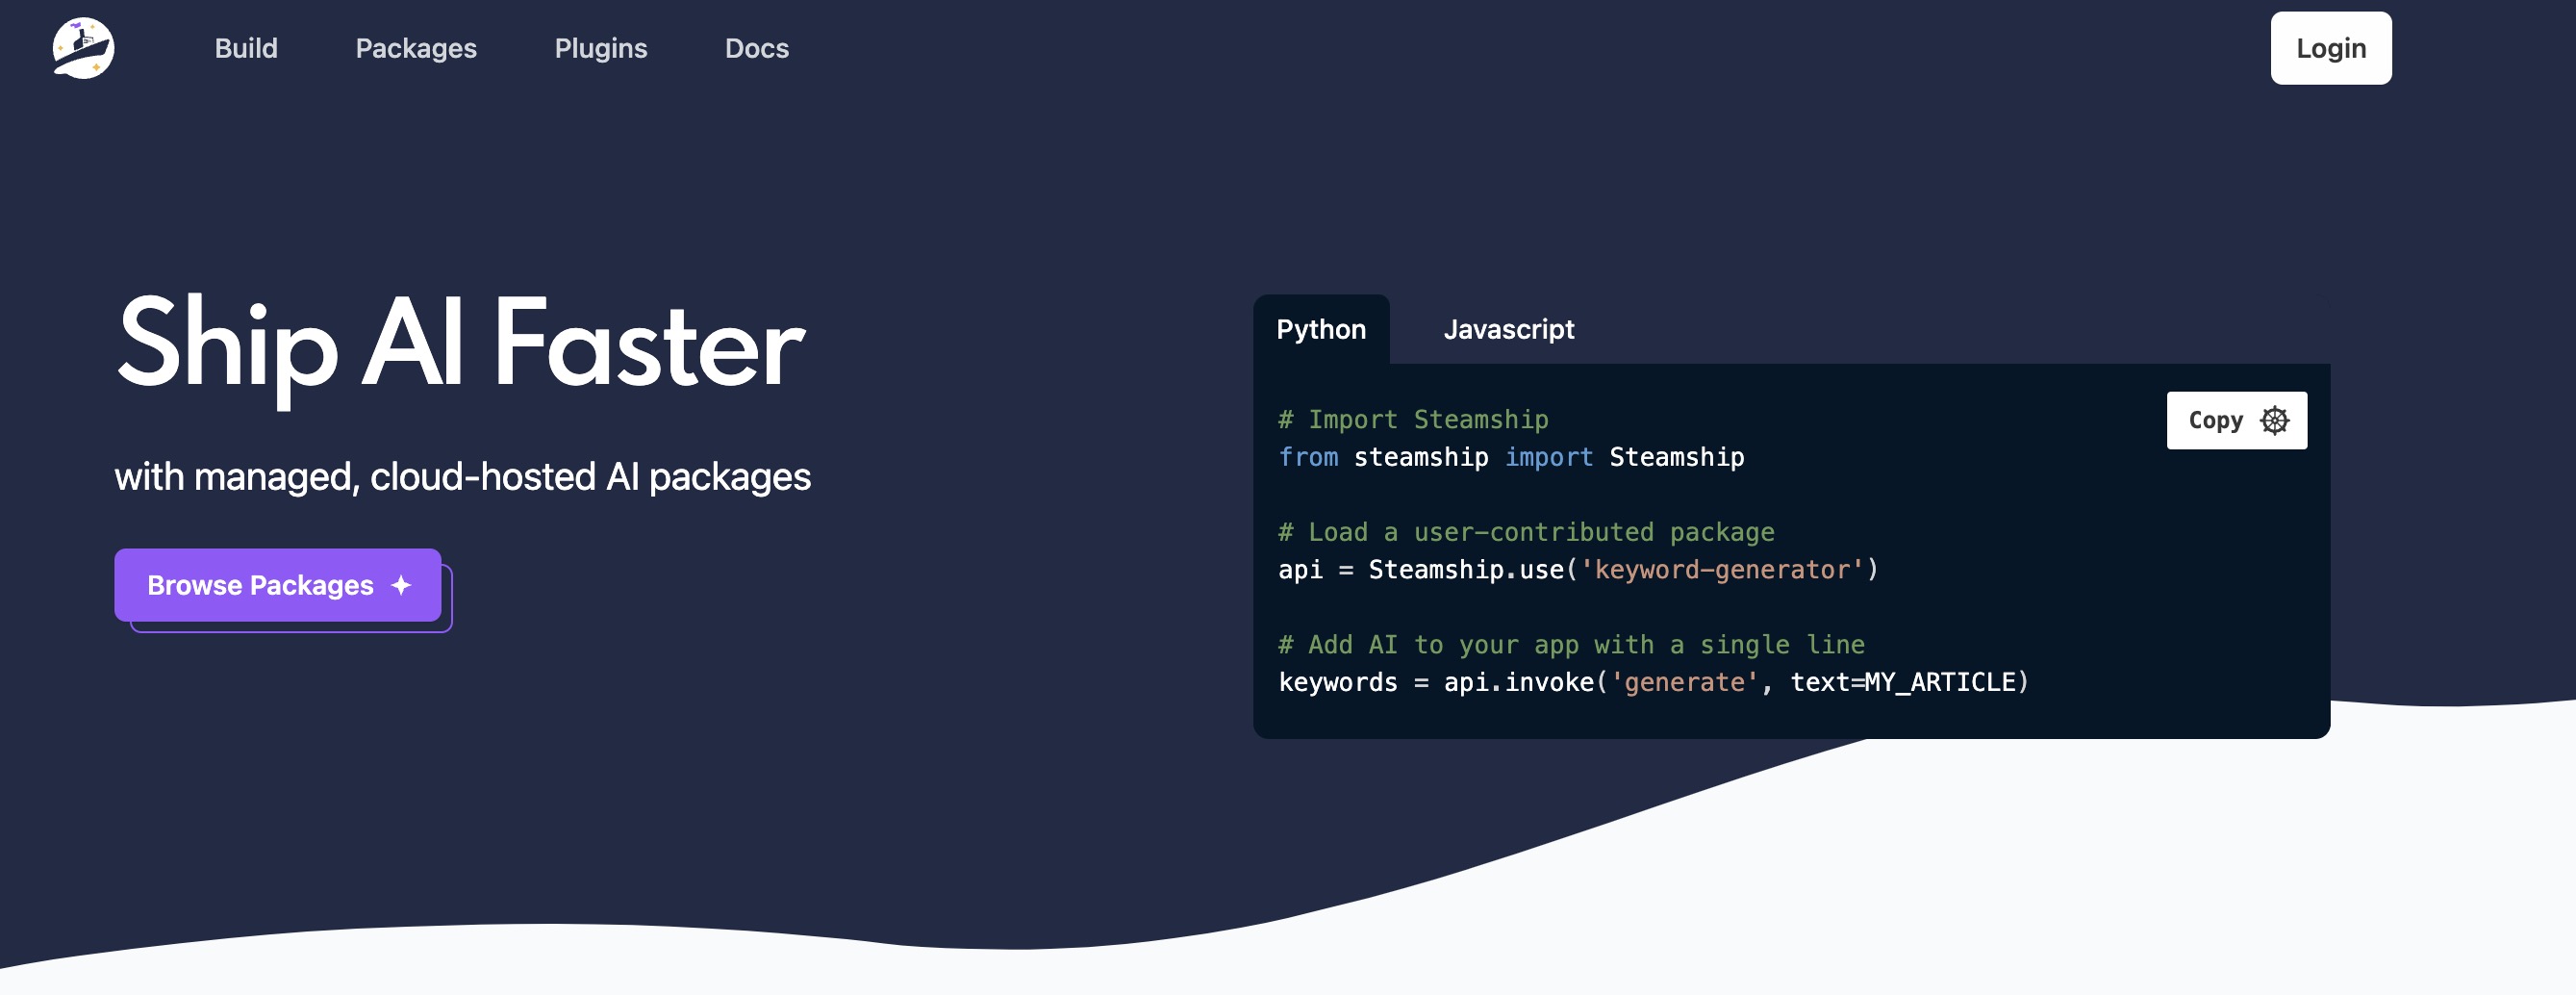 Build
Packages
Plugins
Docs
Login
Ship AI Faster
with managed, cloud-hosted AI packages
Browse Packages
Python
Javascript
Copy
# Import Steamship
from steamship import Steamship
# Load a user-contributed package
api = Steamship.use('keyword-generator')
# Add AI to your app with a single line
keywords = api.invoke('generate', text=MY_ARTICLE)